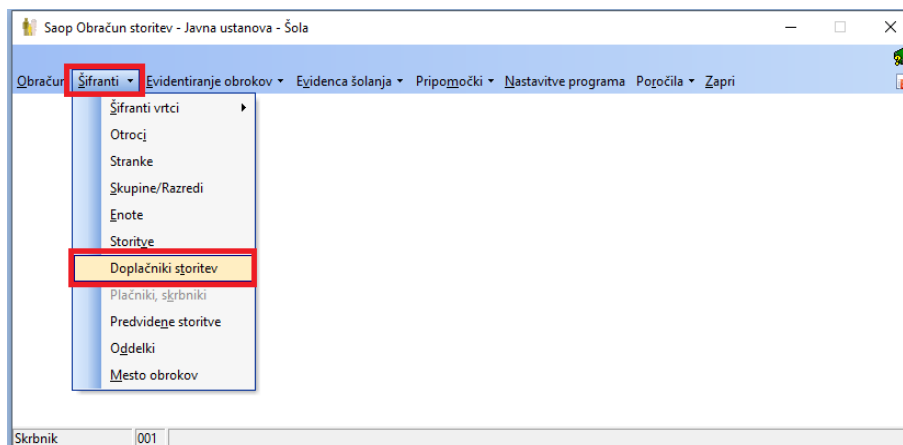 Saop Obračun storitev - Javna ustanova - Šola
Obračun Šifranti Evidentiranje obrokov Evidenca šolanja Pripomočki Nastavitve programa Poročila Zapri
Šifranti vrtci
Otroci
Stranke
Skupine/Razredi
Enote
Storitve
Doplačniki storitev
Plačniki, skrbniki
Predvidene storitve
Oddelki
Mesto obrokov
Skrbnik 001